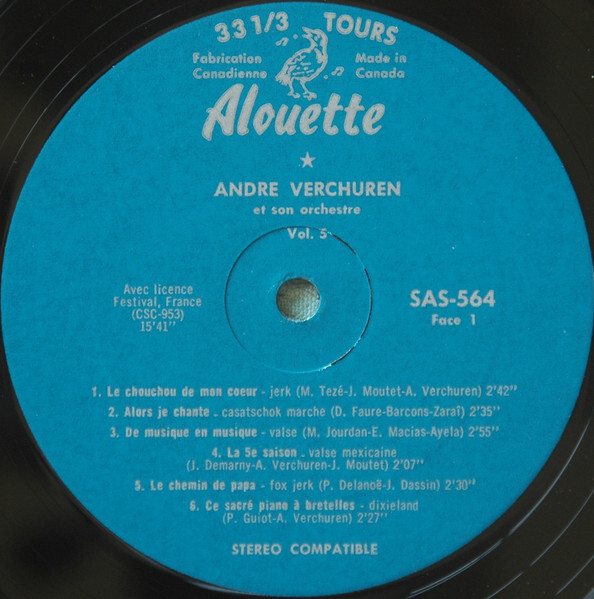 33 1/3 TOURS
Fabrication Made in
Canadienne Canada
Alouette
ANDRE VERCHUREN
et son orchestre
Vol. 5
Avec licence
Festival, France
(CSC-953)
15'41''
SAS-564
Face 1
1. Le chouchou de mon coeur - jerk (M. Tezé-J. Moutet-A. Verchuren) 2'42''
2. Alors je chante - casatschok marche (D. Faure-Barcons-Zaraï) 2'35''
3. De musique en musique - valse (M. Jourdan-E. Macias-Ayela) 2'55''
4. La 5e saison - valse mexicaine
(J. Demarny-A. Verchuren-J. Moutet) 2'07''
5. Le chemin de papa - fox jerk (P. Delanoë-J. Dassin) 2'30''
6. Ce sacré piano à bretelles - dixieland
(P. Guiot-A. Verchuren) 2'27''
STEREO COMPATIBLE